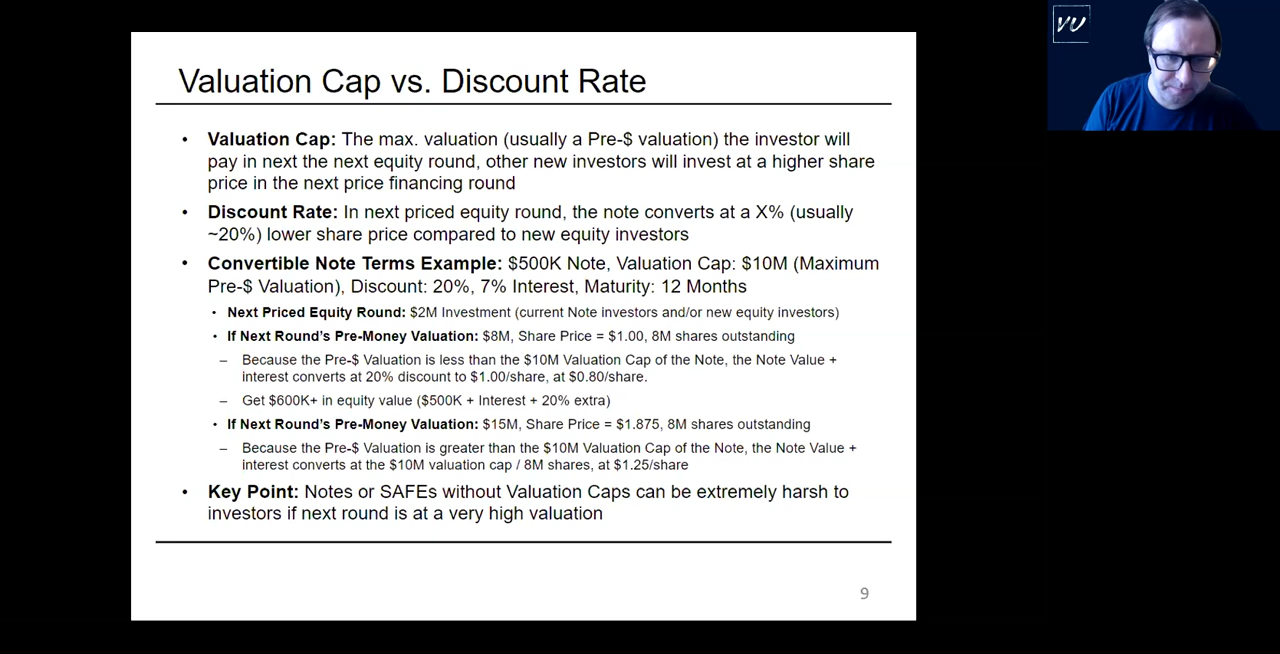 VU
Valuation Cap vs. Discount Rate
• Valuation Cap: The max. valuation (usually a Pre-$ valuation) the investor will
pay in next the next equity round, other new investors will invest at a higher share
price in the next price financing round
• Discount Rate: In next priced equity round, the note converts at a X% (usually
~20%) lower share price compared to new equity investors
• Convertible Note Terms Example: $500K Note, Valuation Cap: $10M (Maximum
Pre-$ Valuation), Discount: 20%, 7% Interest, Maturity: 12 Months
• Next Priced Equity Round: $2M Investment (current Note investors and/or new equity investors)
• If Next Round's Pre-Money Valuation: $8M, Share Price = $1.00, 8M shares outstanding
– Because the Pre-$ Valuation is less than the $10M Valuation Cap of the Note, the Note Value +
interest converts at 20% discount to $1.00/share, at $0.80/share.
– Get $600K+ in equity value ($500K + Interest + 20% extra)
• If Next Round's Pre-Money Valuation: $15M, Share Price = $1.875, 8M shares outstanding
– Because the Pre-$ Valuation is greater than the $10M Valuation Cap of the Note, the Note Value +
interest converts at the $10M valuation cap / 8M shares, at $1.25/share
• Key Point: Notes or SAFEs without Valuation Caps can be extremely harsh to
investors if next round is at a very high valuation
9